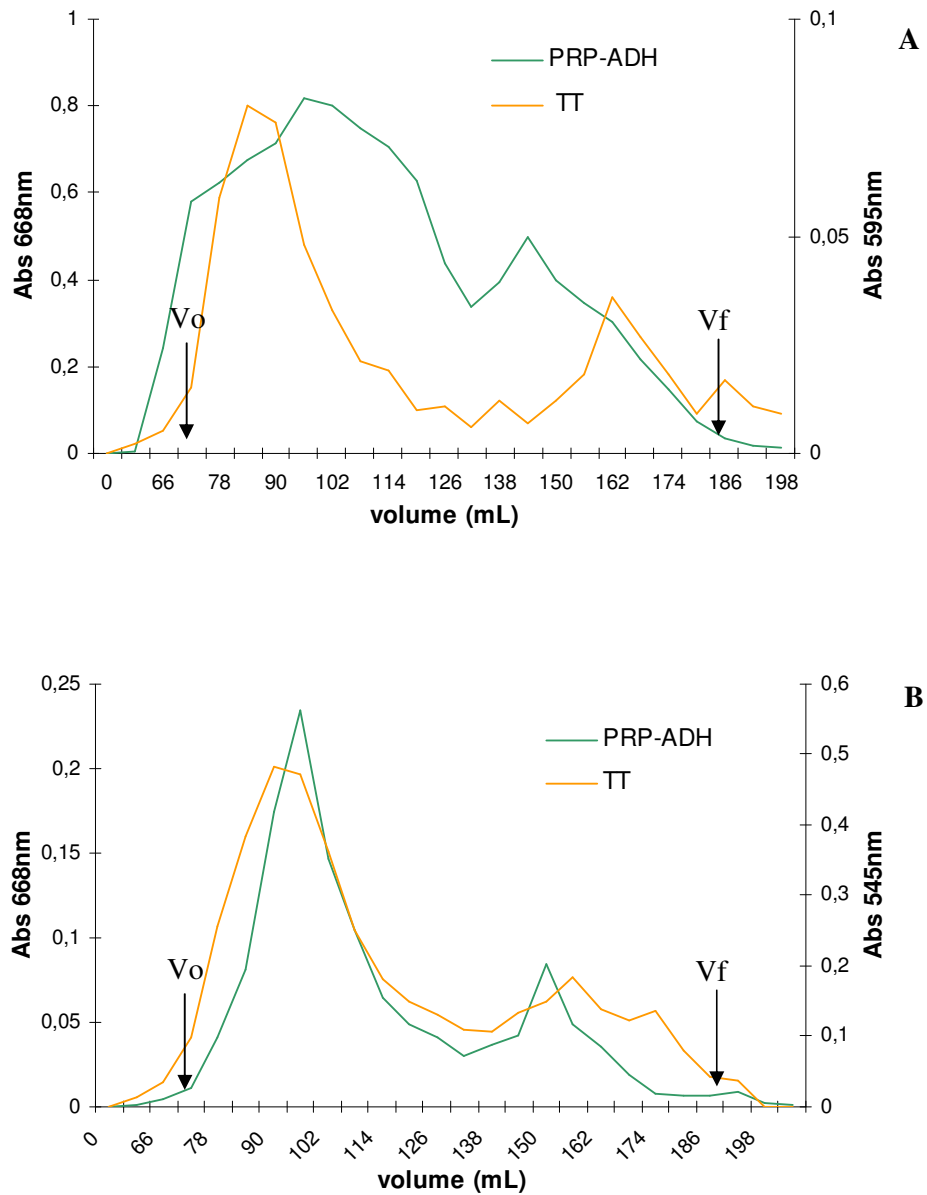 A
PRP-ADH
TT
Abs 668nm
1
0,8
0,6
0,4
0,2
0
Abs 595nm
0,1
0,05
0
Vo
Vf
0 66 78 90 102 114 126 138 150 162 174 186 198
volume (mL)
B
PRP-ADH
TT
Abs 668nm
0,25
0,2
0,15
0,1
0,05
0
Abs 545nm
0,6
0,5
0,4
0,3
0,2
0,1
0
Vo
Vf
0 66 78 90 102 114 126 138 150 162 174 186 198
volume (mL)